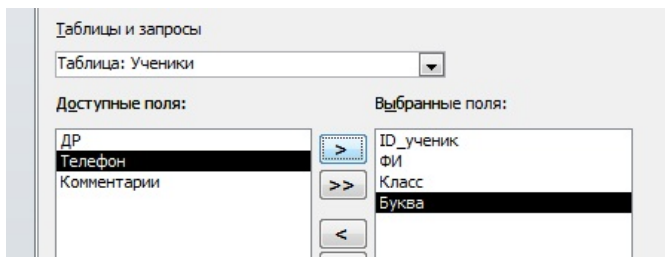 Таблицы и запросы
Таблица: Ученики
Доступные поля:
Выбранные поля:
ДР
Телефон
Комментарии
>
>>
<
ID_ученик
ФИ
Класс
Буква